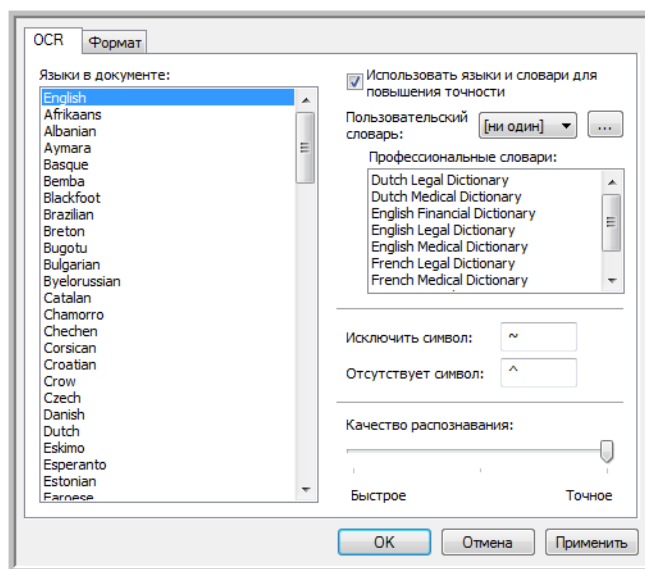 OCR
Формат
Языки в документе:
English
Afrikaans
Albanian
Aymara
Basque
Bemba
Blackfoot
Brazilian
Breton
Bugotu
Bulgarian
Byelorussian
Catalan
Chamorro
Chechen
Corsican
Croatian
Crow
Czech
Danish
Dutch
Eskimo
Esperanto
Estonian
Faroese
Использовать языки и словари для
повышения точности
Пользовательский
словарь:
[ни один]
...
Профессиональные словари:
Dutch Legal Dictionary
Dutch Medical Dictionary
English Financial Dictionary
English Legal Dictionary
English Medical Dictionary
French Legal Dictionary
French Medical Dictionary
Исключить символ:
~
Отсутствует символ:
^
Качество распознавания:
Быстрое
Точное
OK
Отмена
Применить